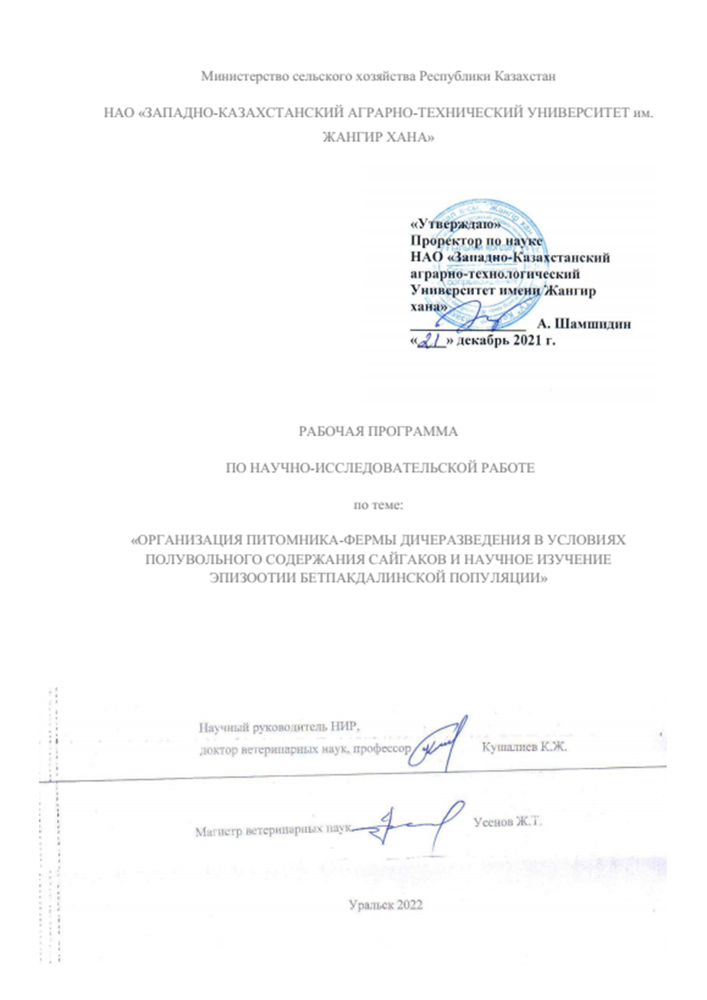 Министерство сельского хозяйства Республики Казахстан
НАО «ЗАПАДНО-КАЗАХСТАНСКИЙ АГРАРНО-ТЕХНИЧЕСКИЙ УНИВЕРСИТЕТ им.
ЖАНГИР ХАНА»
«Утверждаю»
Проректор по науке
НАО «Западно-Казахстанский
аграрно-технологический
Университет имени Жангир
хана»
А. Шамшидин
«21» декабрь 2021 г.
РАБОЧАЯ ПРОГРАММА
ПО НАУЧНО-ИССЛЕДОВАТЕЛЬСКОЙ РАБОТЕ
по теме:
«ОРГАНИЗАЦИЯ ПИТОМНИКА-ФЕРМЫ ДИЧЕРАЗВЕДЕНИЯ В УСЛОВИЯХ
ПОЛУВОЛЬНОГО СОДЕРЖАНИЯ САЙГАКОВ И НАУЧНОЕ ИЗУЧЕНИЕ
ЭПИЗООТИИ БЕТПАКДАЛИНСКОЙ ПОПУЛЯЦИИ»
Научный руководитель НИР,
доктор ветеринарных наук, профессор Кушалиев К.Ж.
Магистр ветеринарных наук Усенов Ж.Т.
Уральск 2022